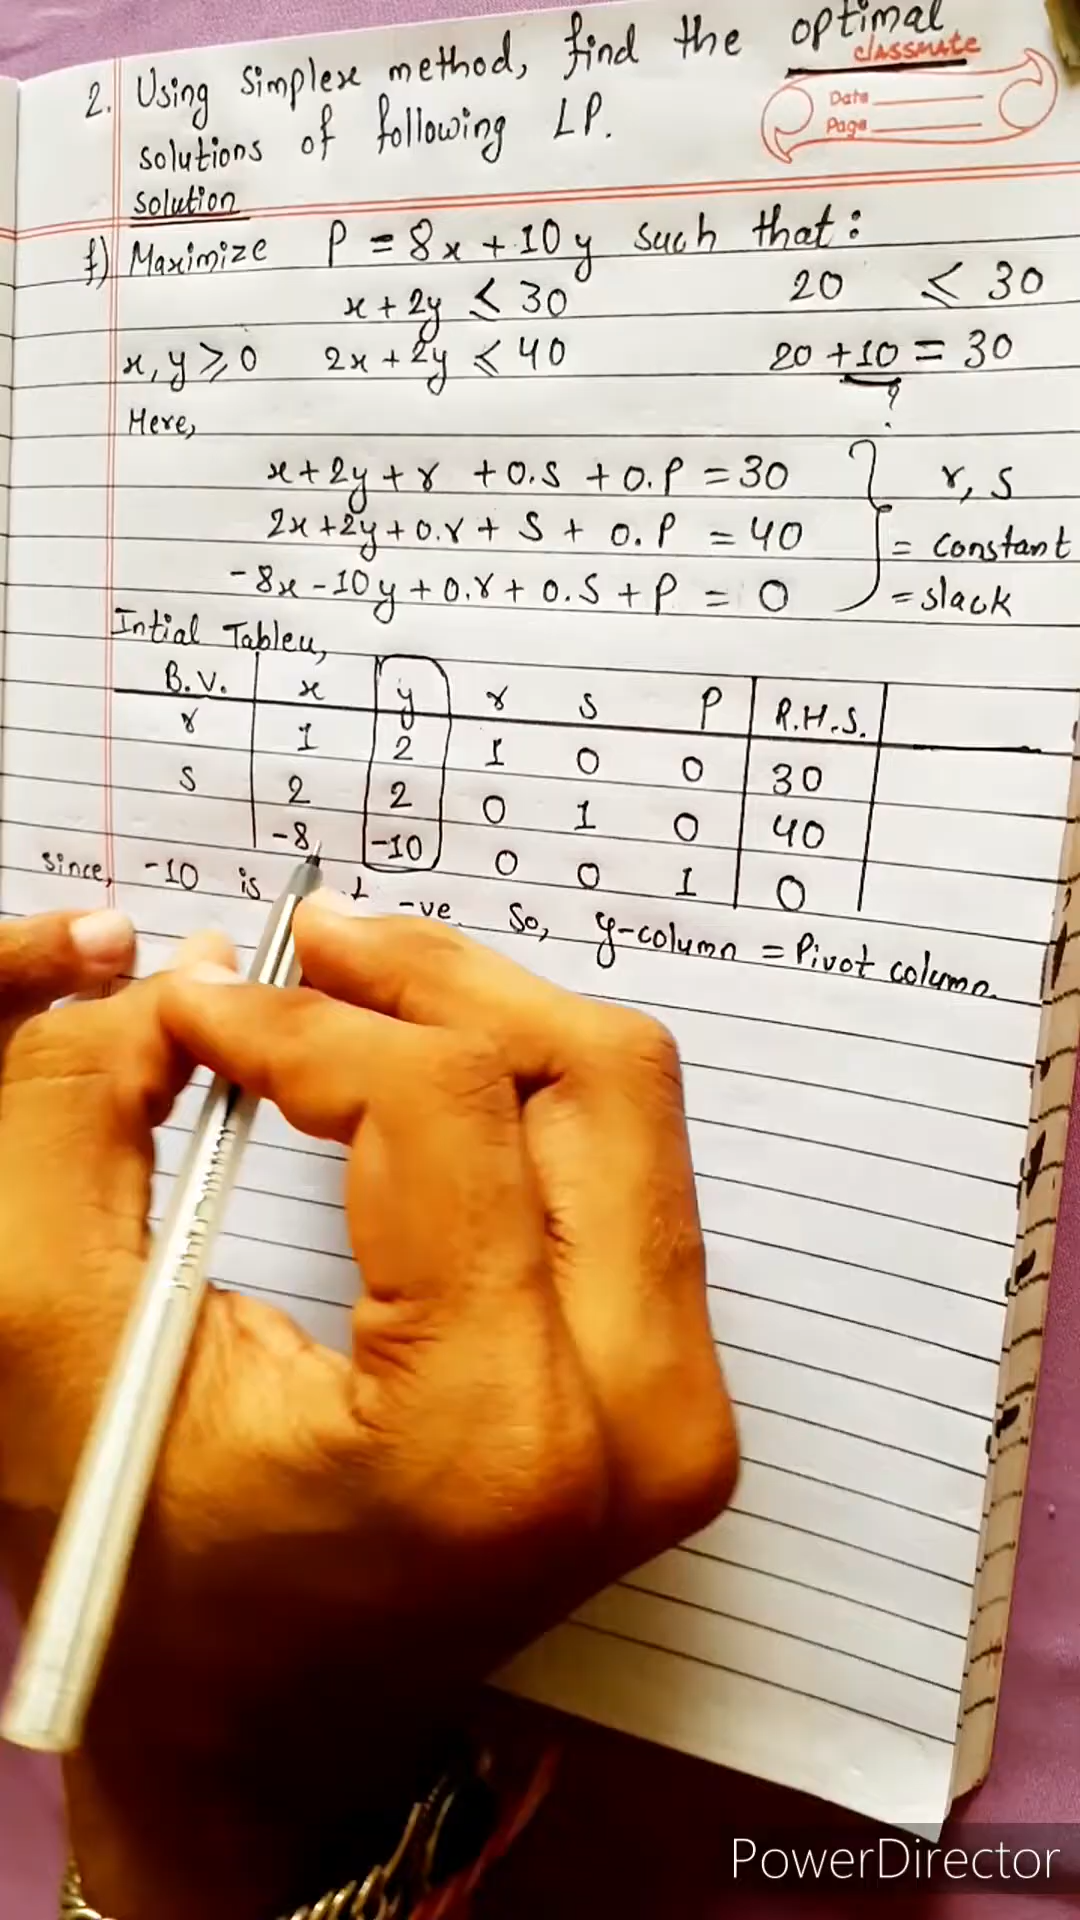 2. Using Simplex method, find the optimal
solutions of following LP.
classmate
Date
Page
solution
f) Maximize P = 8x + 10y such that:
x + 2y ≤ 30 20 ≤ 30
x, y ≥ 0 2x + 2y ≤ 40 20 + 10 = 30
?
Here,
x + 2y + r + 0.S + 0.P = 30 r, s
2x + 2y + 0.r + S + 0.P = 40 = constant
-8x - 10y + 0.r + 0.S + P = 0 = slack
Intial Tableu,
B.V. x y r s P R.H.S.
r 1 2 1 0 0 30
s 2 2 0 1 0 40
-8 -10 0 0 1 0
Since, -10 is -ve. So, y-column = Pivot column.
PowerDirector